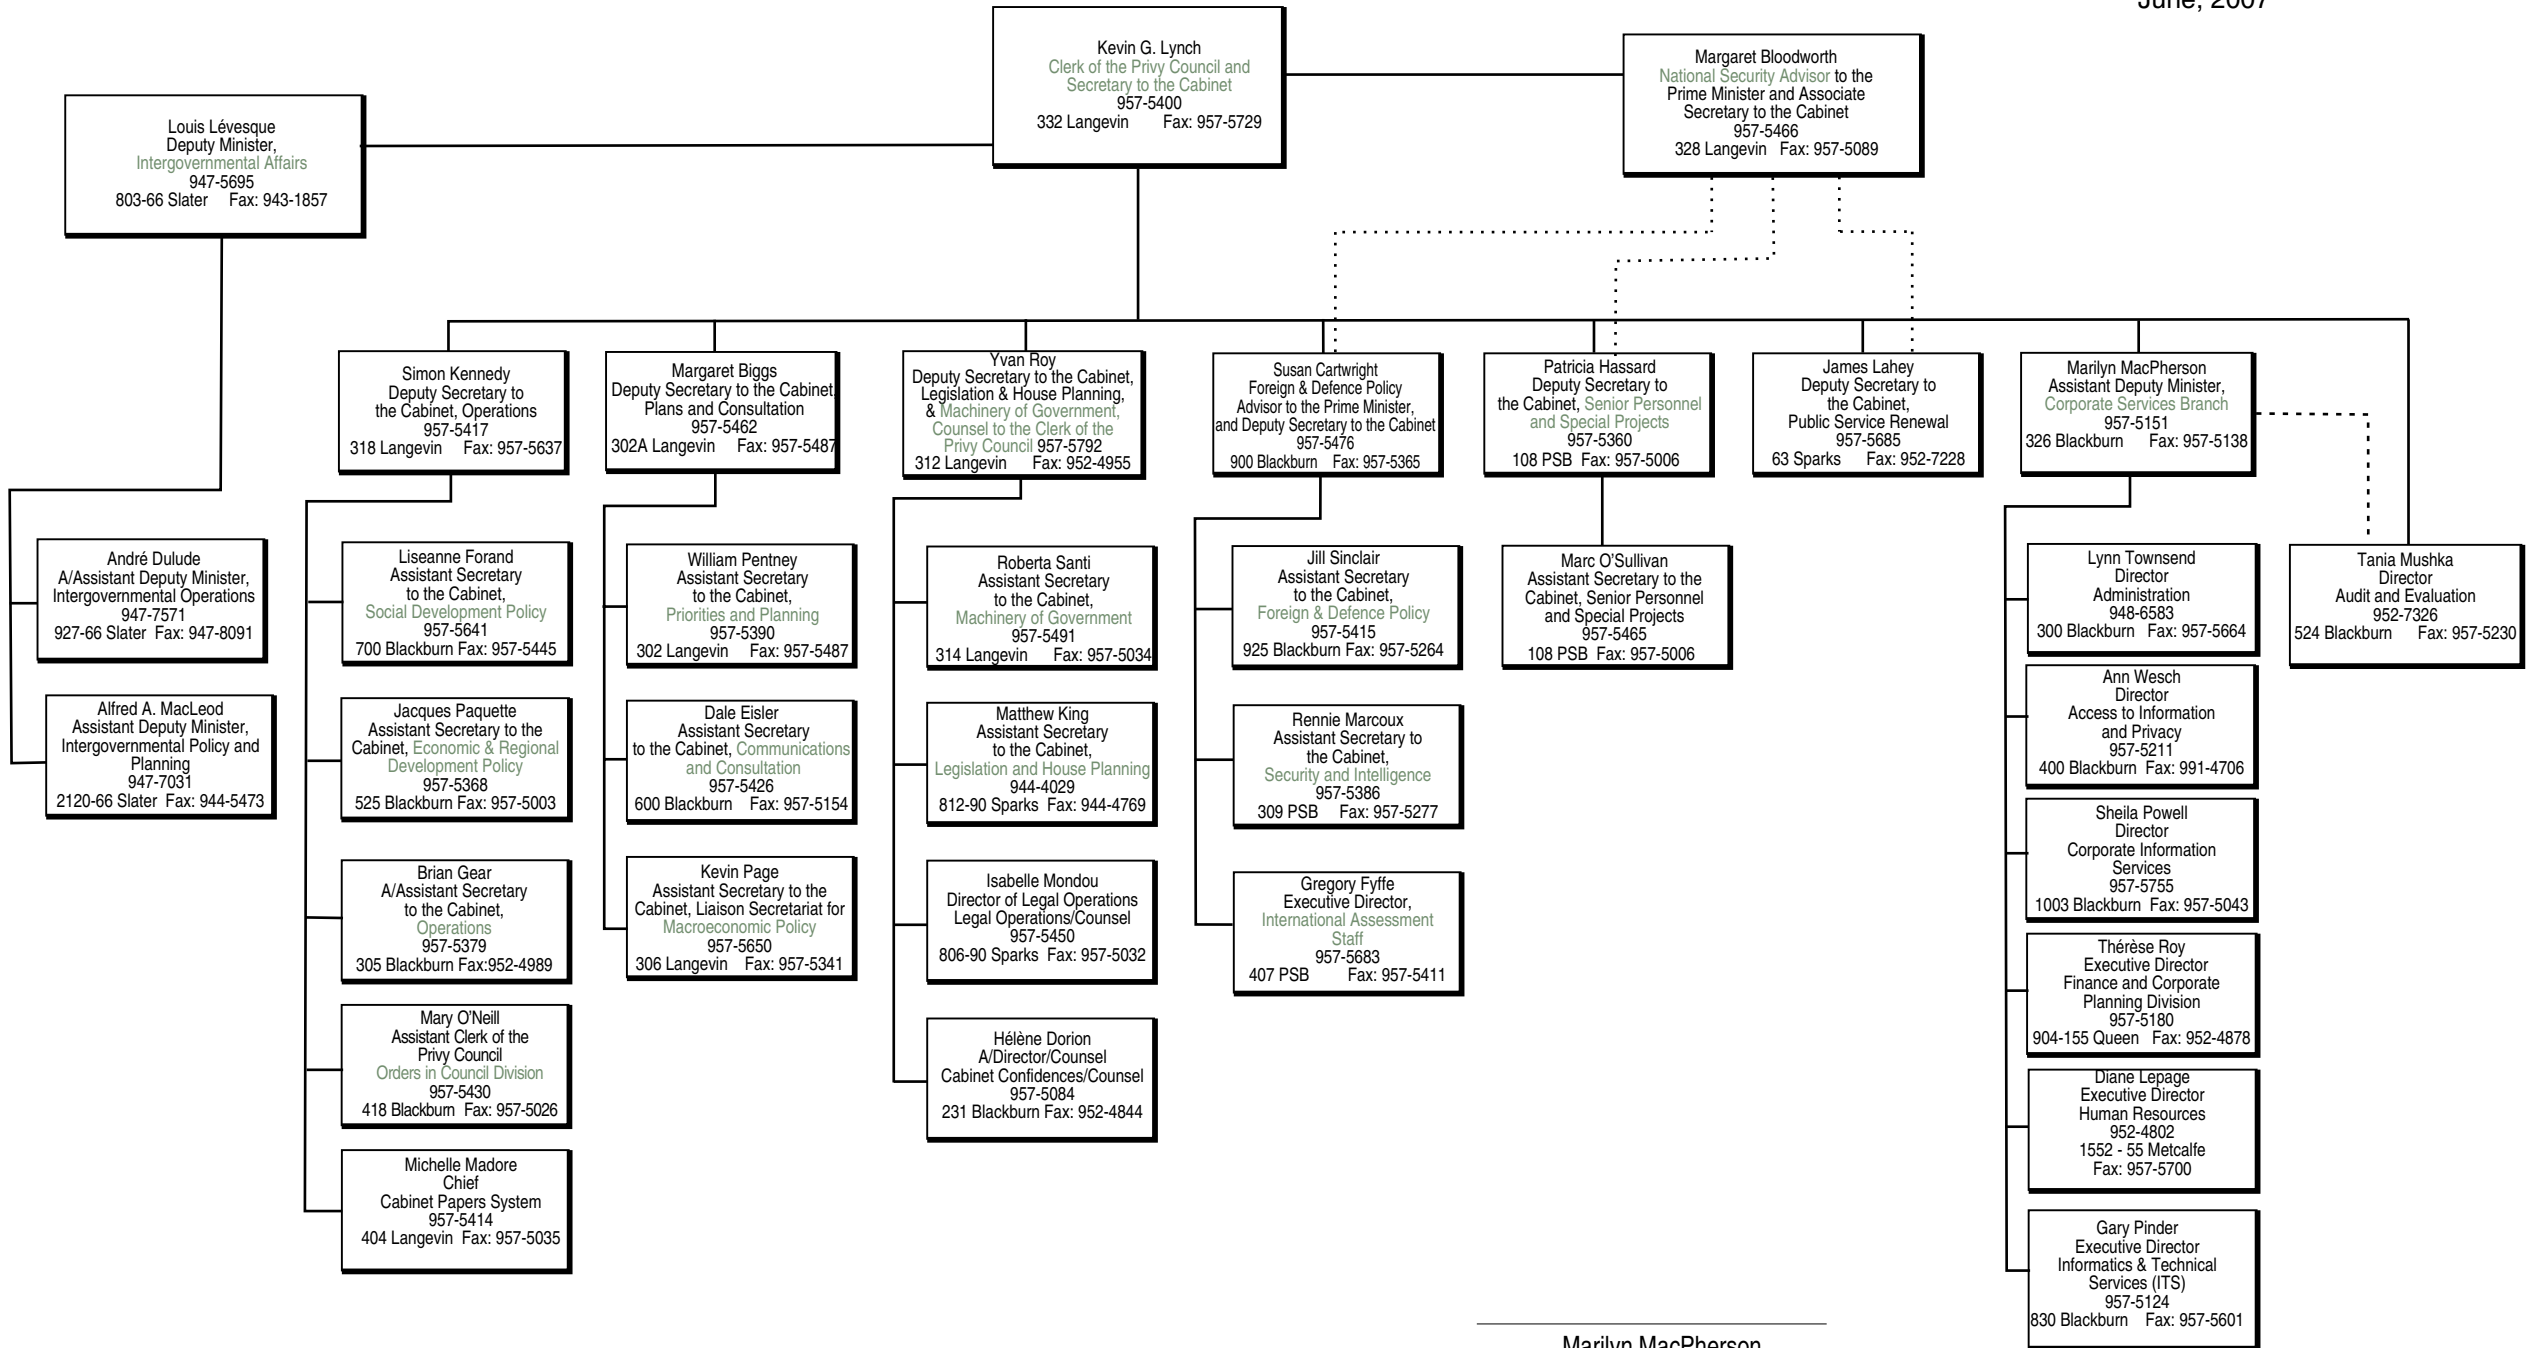 June, 2007
Kevin G. Lynch
Clerk of the Privy Council and
Secretary to the Cabinet
957-5400
332 Langevin Fax: 957-5729
Margaret Bloodworth
National Security Advisor to the
Prime Minister and Associate
Secretary to the Cabinet
957-5466
328 Langevin Fax: 957-5089
Louis Lévesque
Deputy Minister,
Intergovernmental Affairs
947-5695
803-66 Slater Fax: 943-1857
Simon Kennedy
Deputy Secretary to
the Cabinet, Operations
957-5417
318 Langevin Fax: 957-5637
Margaret Biggs
Deputy Secretary to the Cabinet,
Plans and Consultation
957-5462
302A Langevin Fax: 957-5487
Yvan Roy
Deputy Secretary to the Cabinet,
Legislation & House Planning,
& Machinery of Government,
Counsel to the Clerk of the
Privy Council 957-5792
312 Langevin Fax: 952-4955
Susan Cartwright
Foreign & Defence Policy
Advisor to the Prime Minister,
and Deputy Secretary to the Cabinet
957-5476
900 Blackburn Fax: 957-5365
Patricia Hassard
Deputy Secretary to
the Cabinet, Senior Personnel
and Special Projects
957-5360
108 PSB Fax: 957-5006
James Lahey
Deputy Secretary to
the Cabinet,
Public Service Renewal
957-5685
63 Sparks Fax: 952-7228
Marilyn MacPherson
Assistant Deputy Minister,
Corporate Services Branch
957-5151
326 Blackburn Fax: 957-5138
André Dulude
A/Assistant Deputy Minister,
Intergovernmental Operations
947-7571
927-66 Slater Fax: 947-8091
Alfred A. MacLeod
Assistant Deputy Minister,
Intergovernmental Policy and
Planning
947-7031
2120-66 Slater Fax: 944-5473
Liseanne Forand
Assistant Secretary
to the Cabinet,
Social Development Policy
957-5641
700 Blackburn Fax: 957-5445
Jacques Paquette
Assistant Secretary to the
Cabinet, Economic & Regional
Development Policy
957-5368
525 Blackburn Fax: 957-5003
Brian Gear
A/Assistant Secretary
to the Cabinet,
Operations
957-5379
305 Blackburn Fax:952-4989
Mary O'Neill
Assistant Clerk of the
Privy Council
Orders in Council Division
957-5430
418 Blackburn Fax: 957-5026
Michelle Madore
Chief
Cabinet Papers System
957-5414
404 Langevin Fax: 957-5035
William Pentney
Assistant Secretary
to the Cabinet,
Priorities and Planning
957-5390
302 Langevin Fax: 957-5487
Dale Eisler
Assistant Secretary
to the Cabinet, Communications
and Consultation
957-5426
600 Blackburn Fax: 957-5154
Kevin Page
Assistant Secretary to the
Cabinet, Liaison Secretariat for
Macroeconomic Policy
957-5650
306 Langevin Fax: 957-5341
Roberta Santi
Assistant Secretary
to the Cabinet,
Machinery of Government
957-5491
314 Langevin Fax: 957-5034
Matthew King
Assistant Secretary
to the Cabinet,
Legislation and House Planning
944-4029
812-90 Sparks Fax: 944-4769
Isabelle Mondou
Director of Legal Operations
Legal Operations/Counsel
957-5450
806-90 Sparks Fax: 957-5032
Hélène Dorion
A/Director/Counsel
Cabinet Confidences/Counsel
957-5084
231 Blackburn Fax: 952-4844
Jill Sinclair
Assistant Secretary
to the Cabinet,
Foreign & Defence Policy
957-5415
925 Blackburn Fax: 957-5264
Rennie Marcoux
Assistant Secretary to
the Cabinet,
Security and Intelligence
957-5386
309 PSB Fax: 957-5277
Gregory Fyffe
Executive Director,
International Assessment
Staff
957-5683
407 PSB Fax: 957-5411
Marc O'Sullivan
Assistant Secretary to the
Cabinet, Senior Personnel
and Special Projects
957-5465
108 PSB Fax: 957-5006
Lynn Townsend
Director
Administration
948-6583
300 Blackburn Fax: 957-5664
Ann Wesch
Director
Access to Information
and Privacy
957-5211
400 Blackburn Fax: 991-4706
Sheila Powell
Director
Corporate Information
Services
957-5755
1003 Blackburn Fax: 957-5043
Thérèse Roy
Executive Director
Finance and Corporate
Planning Division
957-5180
904-155 Queen Fax: 952-4878
Diane Lepage
Executive Director
Human Resources
952-4802
1552 - 55 Metcalfe
Fax: 957-5700
Gary Pinder
Executive Director
Informatics & Technical
Services (ITS)
957-5124
830 Blackburn Fax: 957-5601
Tania Mushka
Director
Audit and Evaluation
952-7326
524 Blackburn Fax: 957-5230
Marilyn MacPherson